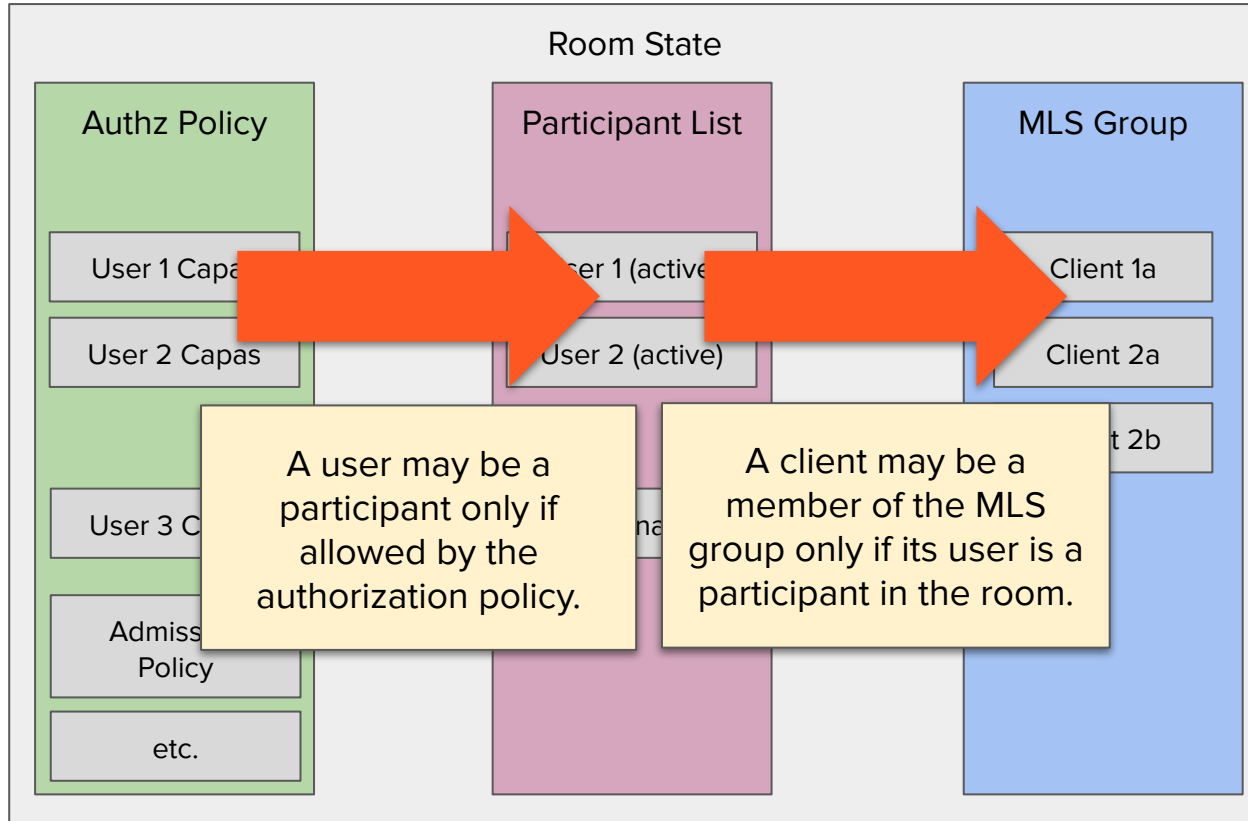 Room State
Authz Policy
Participant List
MLS Group
User 1 Capa
ser 1 (active
Client 1a
User 2 Capas
User 2 (active)
Client 2a
t 2b
A user may be a
participant only if
allowed by the
authorization policy.
A client may be a
member of the MLS
group only if its user is a
participant in the room.
User 3 C
na
Admiss
Policy
etc.